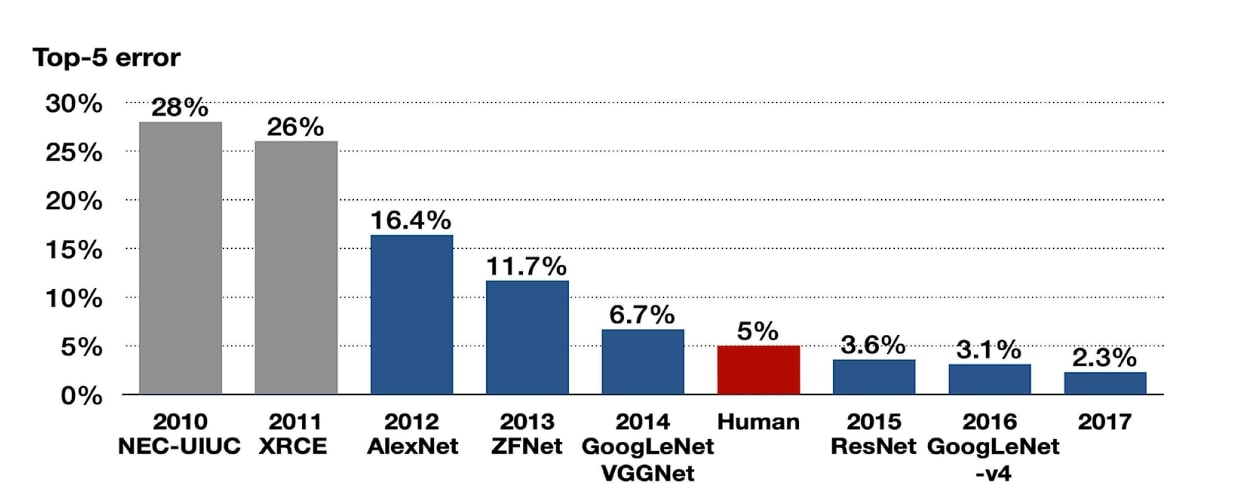 Top-5 error
30%
25%
20%
15%
10%
5%
0%
28%
26%
16.4%
11.7%
6.7%
5%
3.6%
3.1%
2.3%
2010
NEC-UIUC
2011
XRCE
2012
AlexNet
2013
ZFNet
2014
GoogLeNet
VGGNet
Human
2015
ResNet
2016
GoogLeNet
-v4
2017